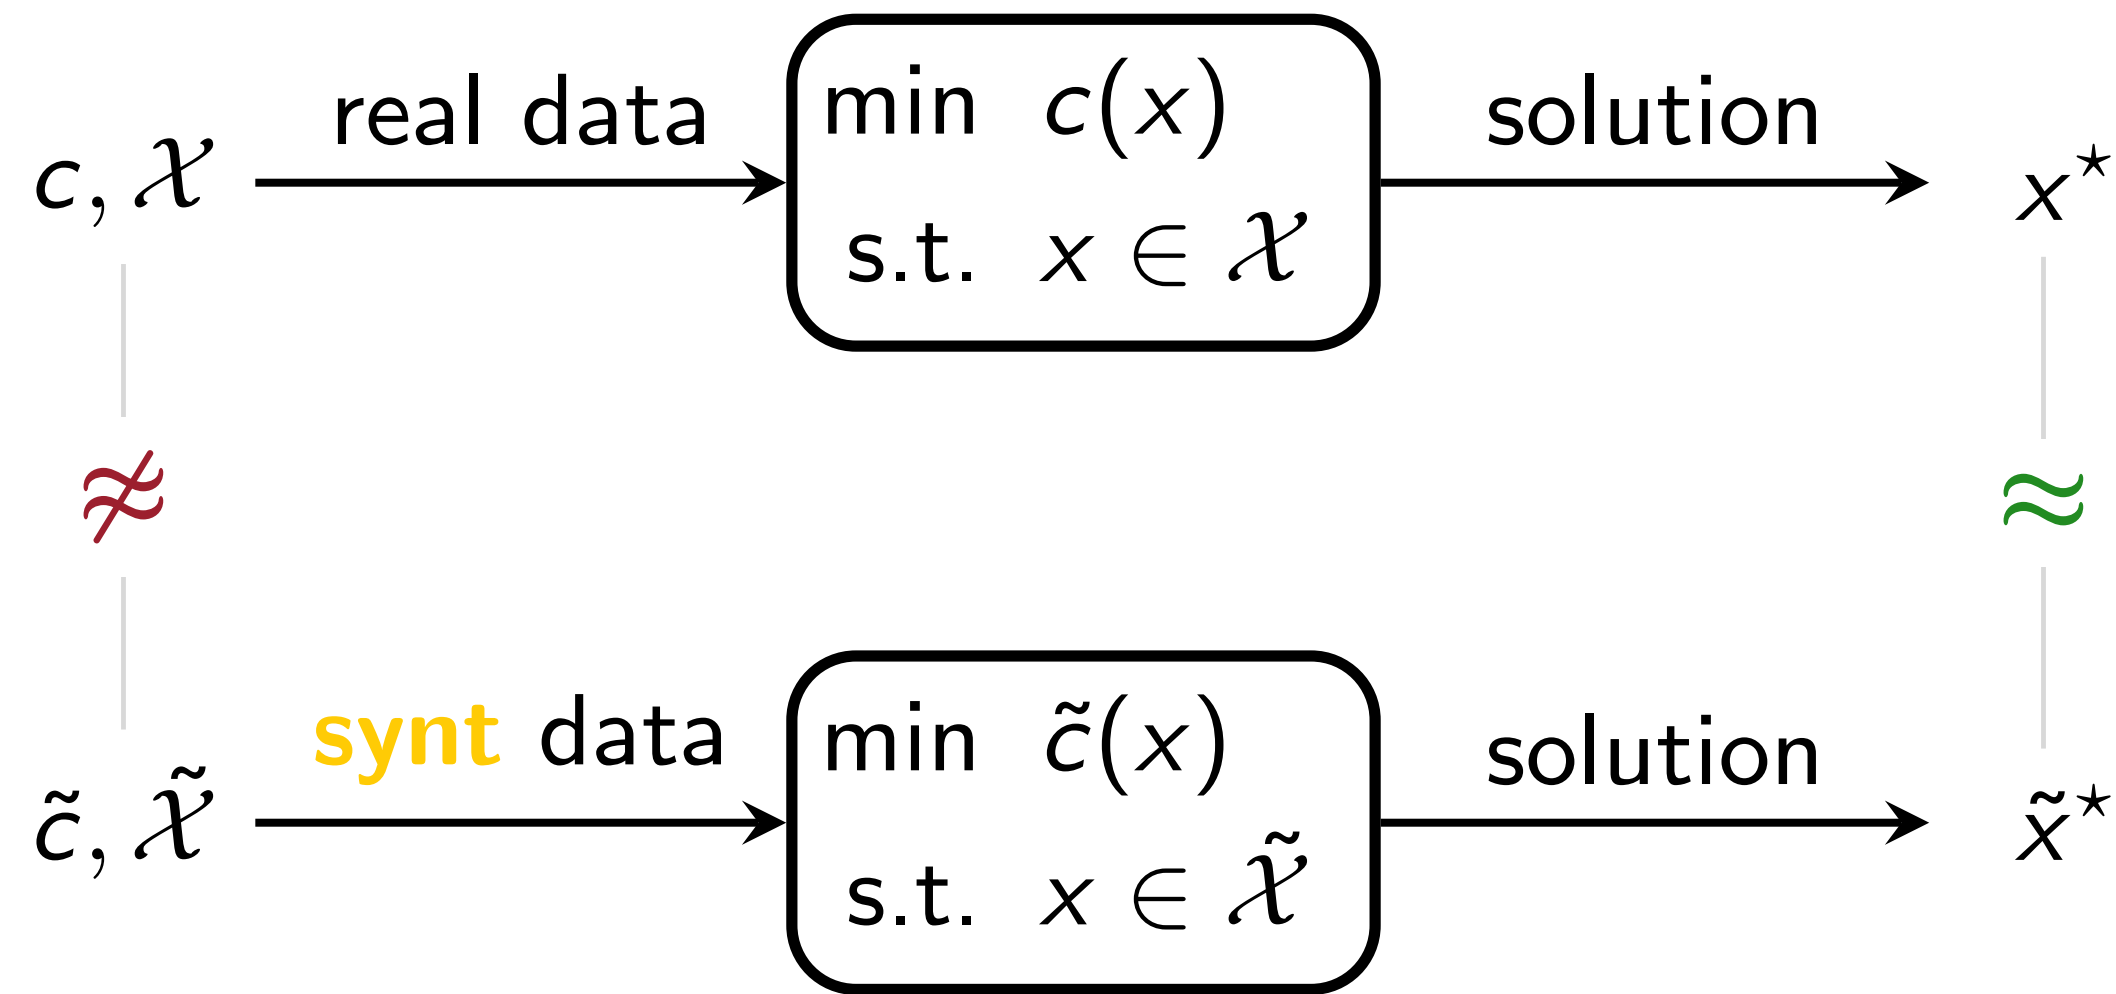 real data
min c(x)
solution
c, 𝒳
x⋆
s.t. x ∈ 𝒳
≉
≈
synt data
min c̃(x)
solution
c̃, 𝒳̃
x̃⋆
s.t. x ∈ 𝒳̃